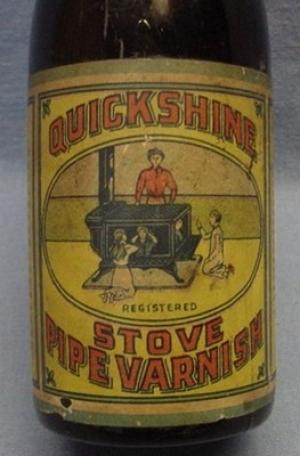 QUICKSHINE
REGISTERED
STOVE
PIPE VARNISH